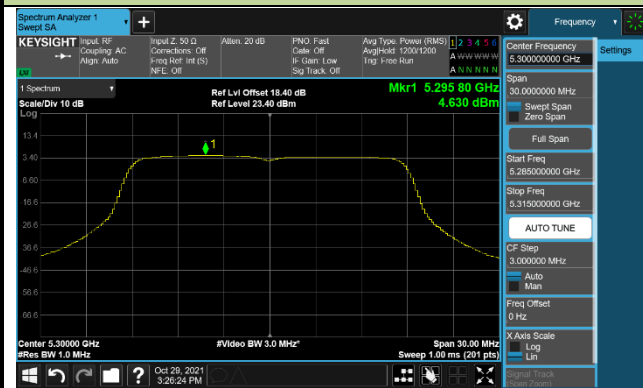 Spectrum Analyzer 1
Swept SA
+
Frequency
KEYSIGHT
Input: RF
Coupling: AC
Align: Auto
Input Z: 50 Ω
Corrections: Off
Freq Ref: Int (S)
NFE: Off
Atten: 20 dB
PNO: Fast
Gate: Off
IF Gain: Low
Sig Track: Off
Avg Type: Power (RMS)
Avg|Hold: 1200/1200
Trig: Free Run
1 2 3 4 5 6
A W W W W W
A N N N N N
LXI
1 Spectrum
Scale/Div 10 dB
Log
Ref Lvl Offset 18.40 dB
Ref Level 23.40 dBm
Mkr1 5.295 80 GHz
4.630 dBm
1
13.4
3.40
-6.60
-16.6
-26.6
-36.6
-46.6
-56.6
-66.6
Center 5.30000 GHz
#Res BW 1.0 MHz
#Video BW 3.0 MHz*
Span 30.00 MHz
Sweep 1.00 ms (201 pts)
Center Frequency
5.300000000 GHz
Settings
Span
30.0000000 MHz
Swept Span
Zero Span
Full Span
Start Freq
5.285000000 GHz
Stop Freq
5.315000000 GHz
AUTO TUNE
CF Step
3.000000 MHz
Auto
Man
Freq Offset
0 Hz
X Axis Scale
Log
Lin
Signal Track
(Span Zoom)
?
Oct 29, 2021
3:26:24 PM